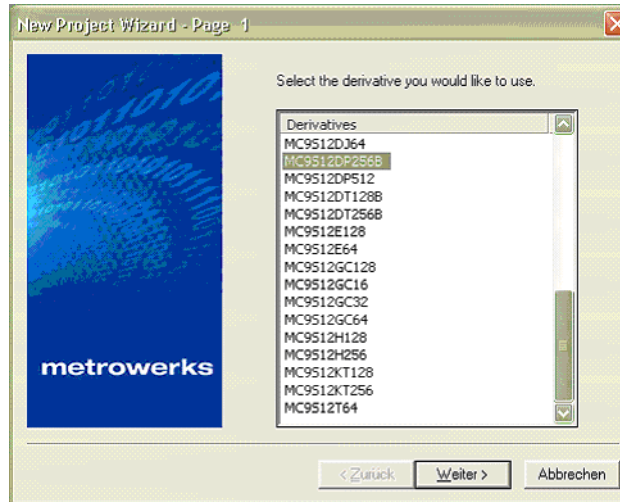 New Project Wizard - Page 1
Select the derivative you would like to use.
Derivatives
MC9S12DJ64
MC9S12DP256B
MC9S12DP512
MC9S12DT128B
MC9S12DT256B
MC9S12E128
MC9S12E64
MC9S12GC128
MC9S12GC16
MC9S12GC32
MC9S12GC64
MC9S12H128
MC9S12H256
MC9S12KT128
MC9S12KT256
MC9S12T64
metrowerks
< Zurück
Weiter >
Abbrechen